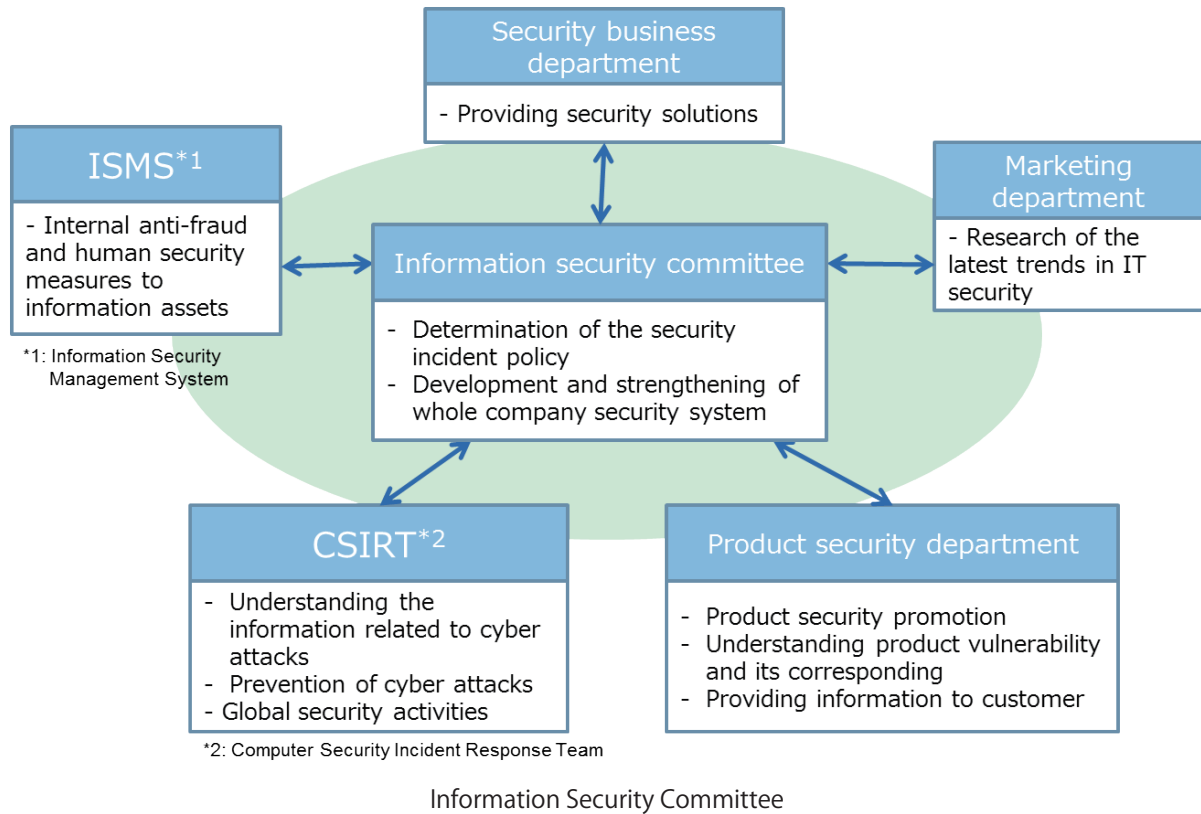 Security business
department
- Providing security solutions
ISMS*1
- Internal anti-fraud
and human security
measures to
information assets
*1: Information Security
Management System
Marketing
department
- Research of the
latest trends in IT
security
Information security committee
- Determination of the security
incident policy
- Development and strengthening of
whole company security system
CSIRT*2
- Understanding the
information related to cyber
attacks
- Prevention of cyber attacks
- Global security activities
*2: Computer Security Incident Response Team
Product security department
- Product security promotion
- Understanding product vulnerability
and its corresponding
- Providing information to customer
Information Security Committee